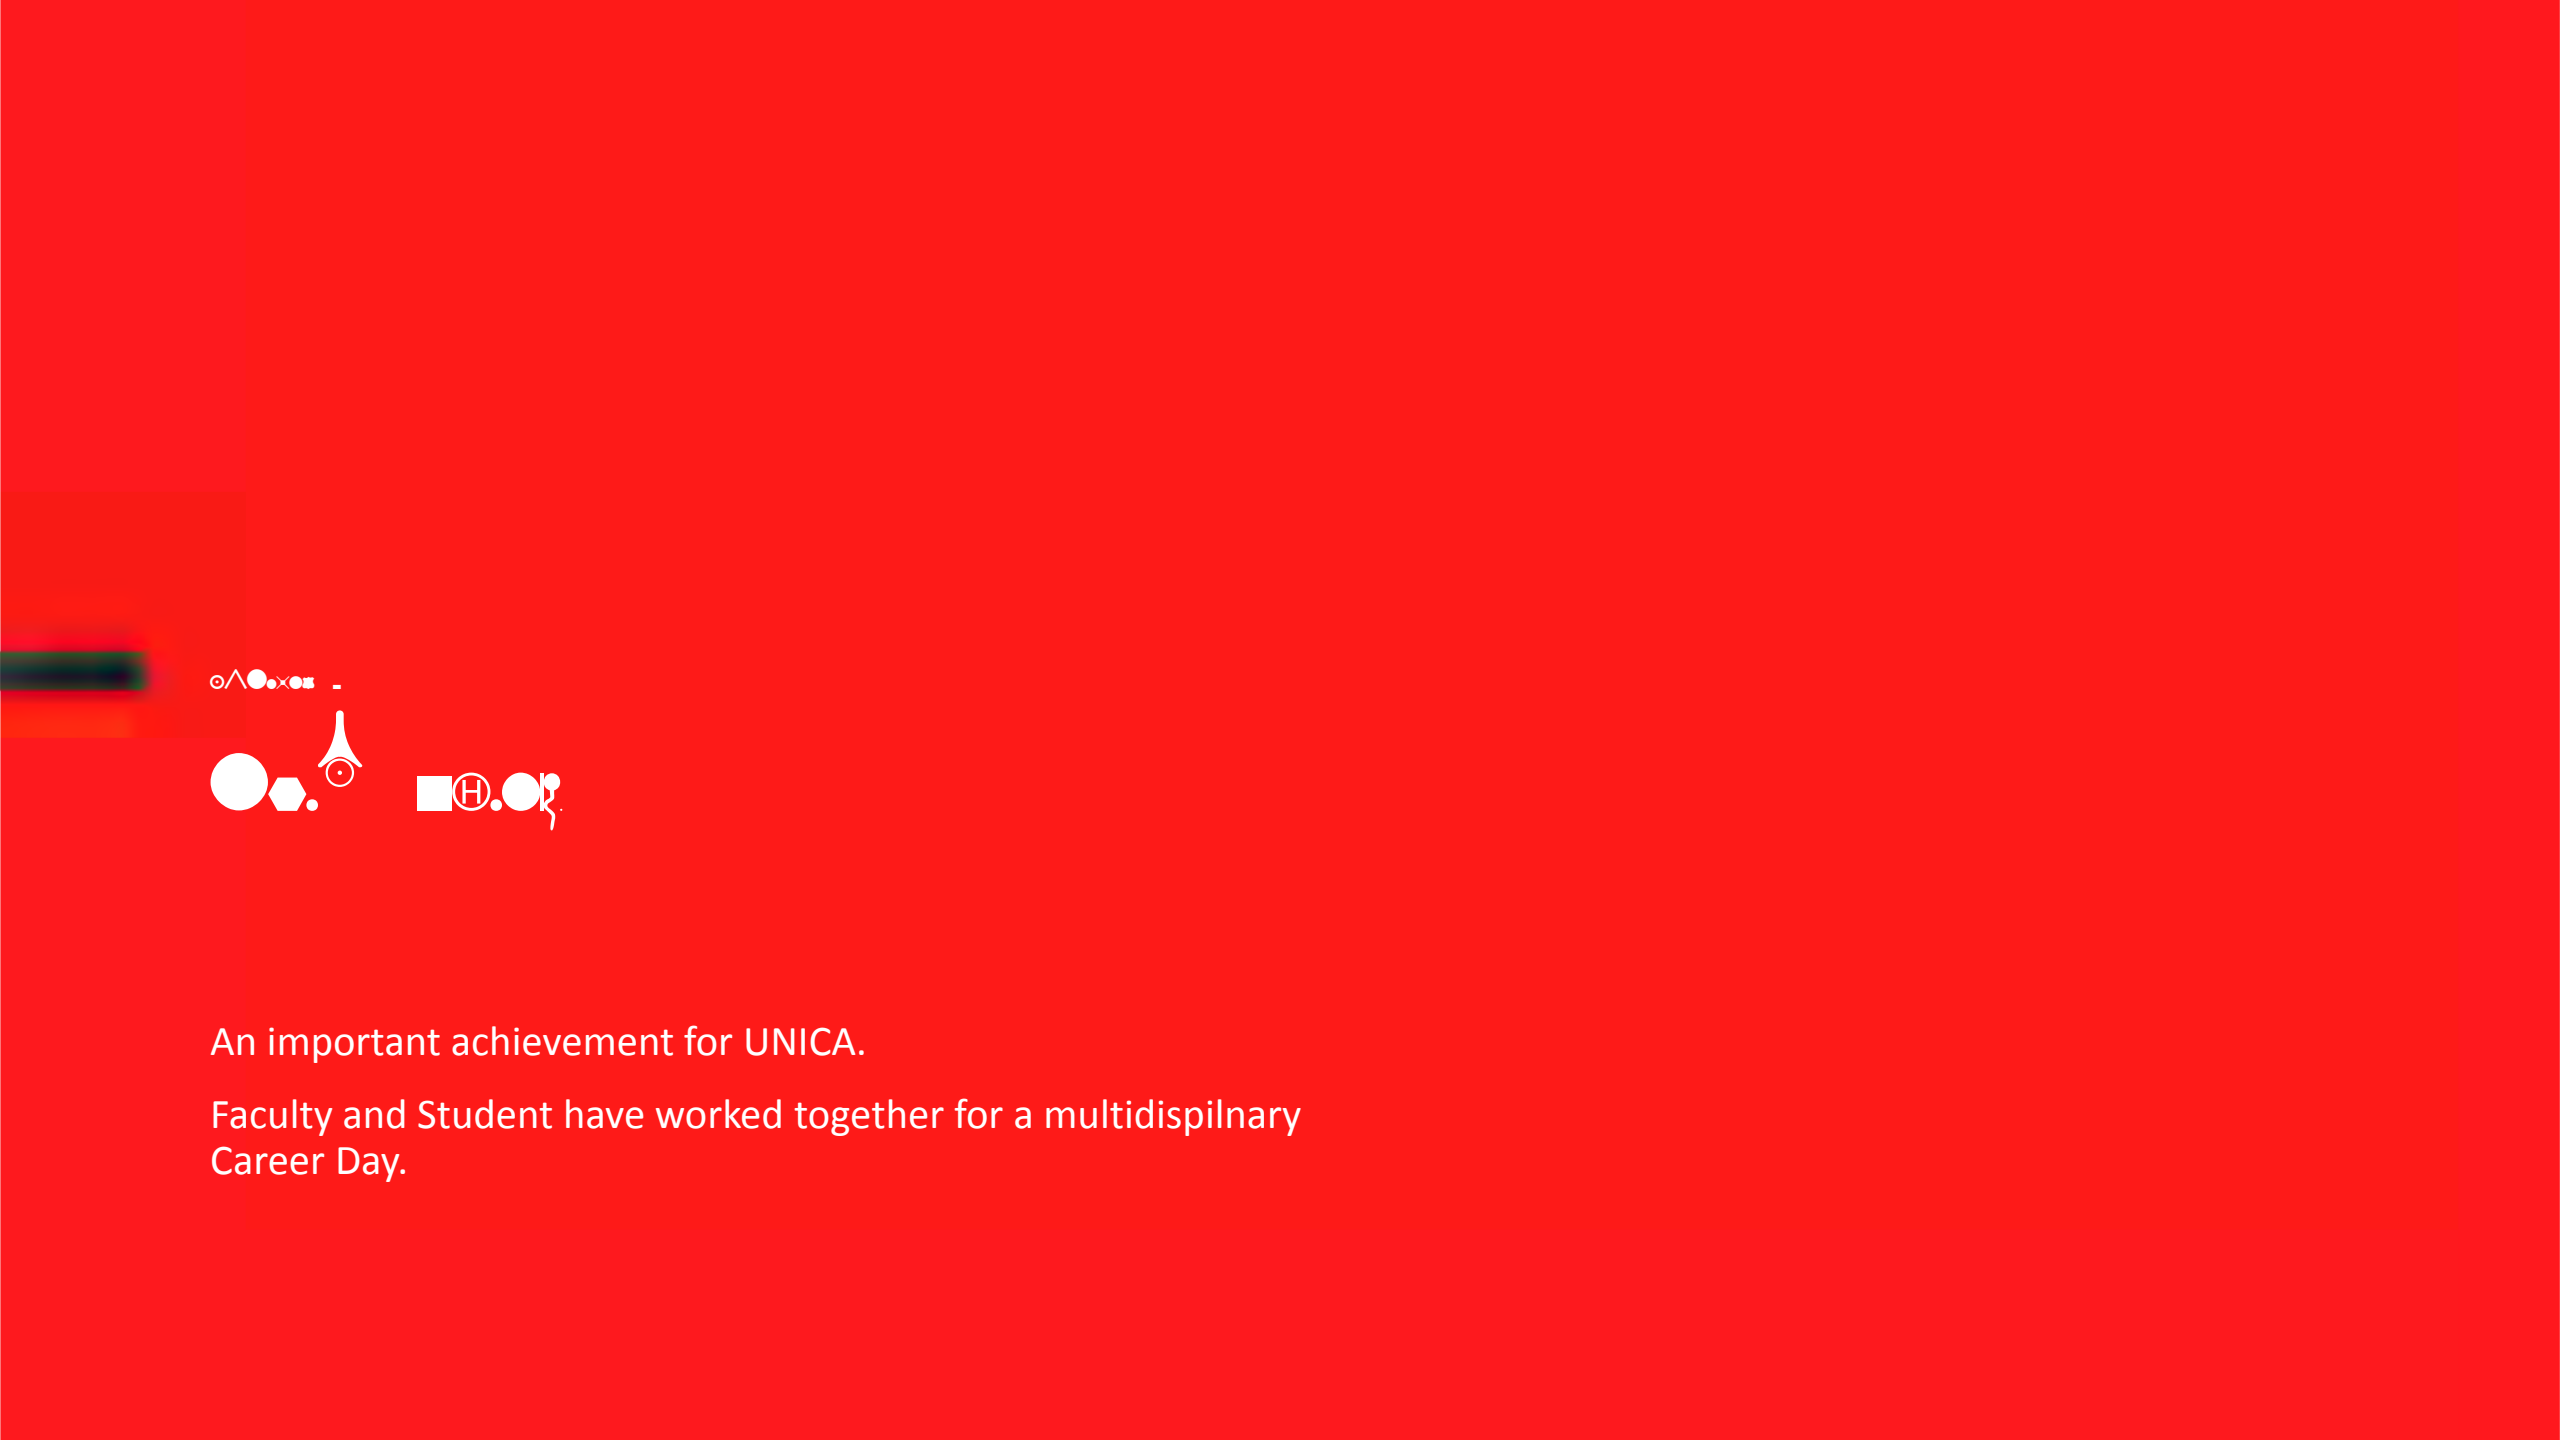 An important achievement for UNICA.
Faculty and Student have worked together for a multidispilnary
Career Day.